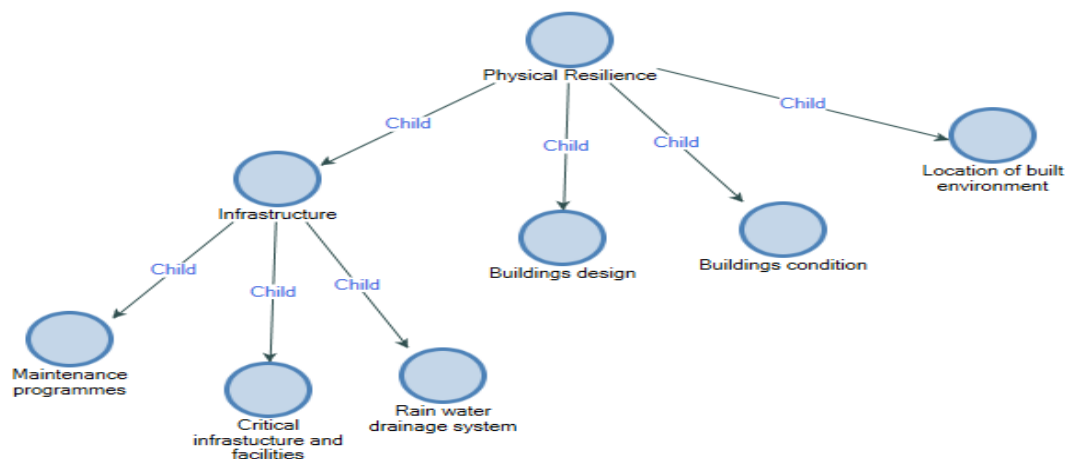 Physical Resilience
Child
Child
Child
Child
Location of built
environment
Infrastructure
Buildings design
Buildings condition
Child
Child
Child
Maintenance
programmes
Critical
infrastucture and
facilities
Rain water
drainage system